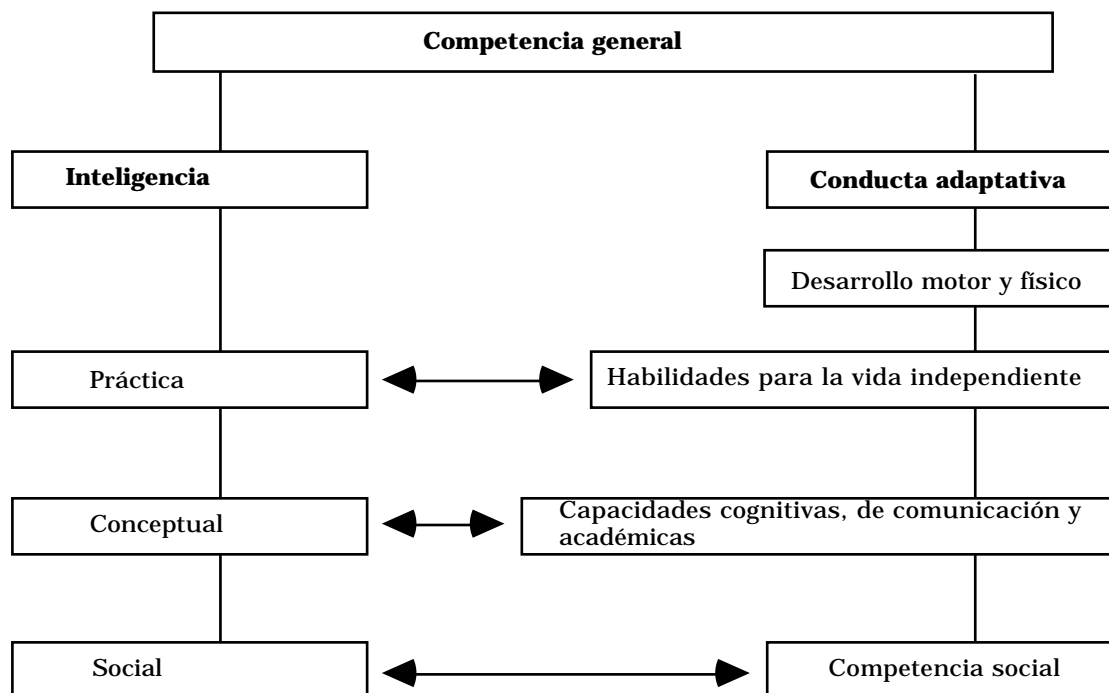 Competencia general
Inteligencia
Conducta adaptativa
Desarrollo motor y físico
Práctica
Habilidades para la vida independiente
Conceptual
Capacidades cognitivas, de comunicación y
académicas
Social
Competencia social